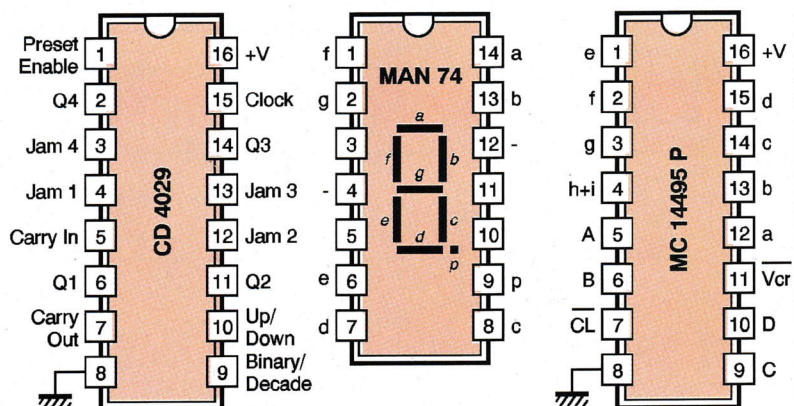 Preset
Enable 1 16 +V
Q4 2 15 Clock
Jam 4 3 14 Q3
Jam 1 4 13 Jam 3
Carry In 5 12 Jam 2
Q1 6 11 Q2
Carry
Out 7 10 Up/
Down
8 9 Binary/
Decade
CD 4029
f 1 14 a
g 2 13 b
3 12 -
- 4 11
5 10
e 6 9 p
d 7 8 c
MAN 74
a
f b
g
e c
d
p
e 1 16 +V
f 2 15 d
g 3 14 c
h+i 4 13 b
A 5 12 a
B 6 11 Vcr
CL 7 10 D
8 9 C
MC 14495 P